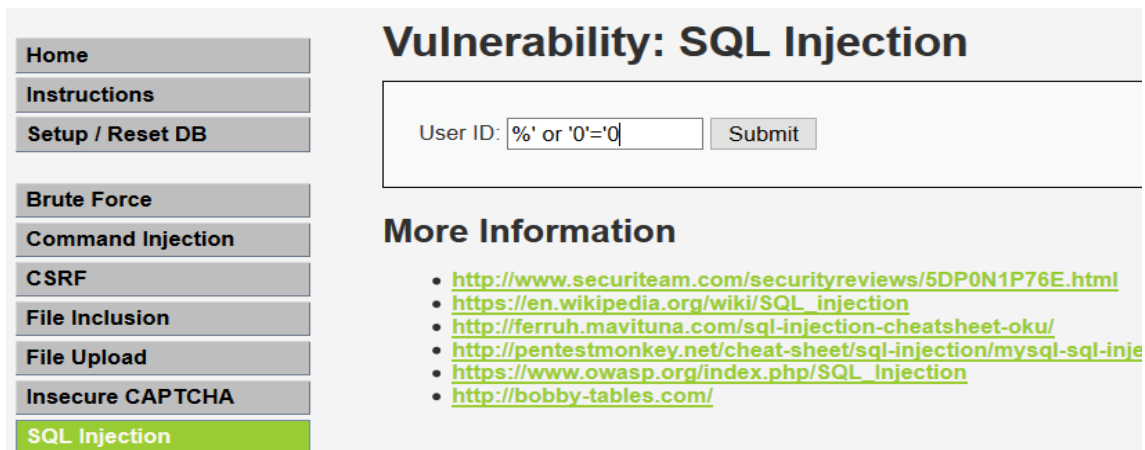 Home
Instructions
Setup / Reset DB
Brute Force
Command Injection
CSRF
File Inclusion
File Upload
Insecure CAPTCHA
SQL Injection
Vulnerability: SQL Injection
User ID: %' or '0'='0 Submit
More Information
http://www.securiteam.com/securityreviews/5DP0N1P76E.html
https://en.wikipedia.org/wiki/SQL_injection
http://ferruh.mavituna.com/sql-injection-cheatsheet-oku/
http://pentestmonkey.net/cheat-sheet/sql-injection/mysql-sql-inje
https://www.owasp.org/index.php/SQL_Injection
http://bobby-tables.com/